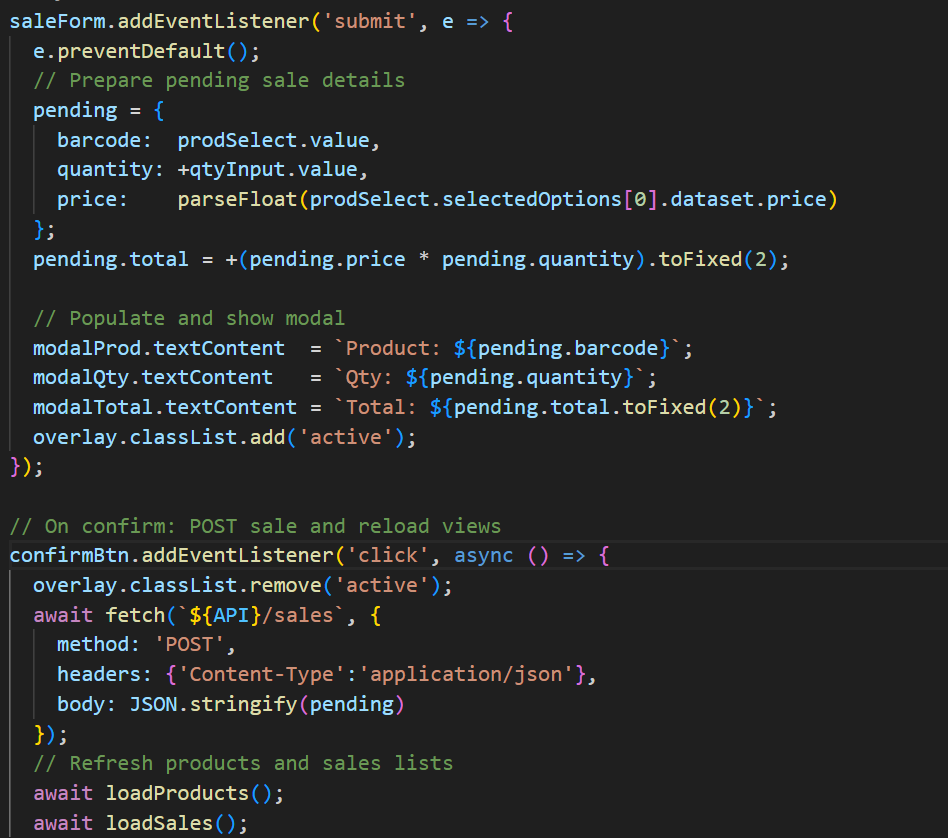 saleForm.addEventListener('submit', e => {
  e.preventDefault();
  // Prepare pending sale details
  pending = {
    barcode:  prodSelect.value,
    quantity: +qtyInput.value,
    price:    parseFloat(prodSelect.selectedOptions[0].dataset.price)
  };
  pending.total = +(pending.price * pending.quantity).toFixed(2);

  // Populate and show modal
  modalProd.textContent  = `Product: ${pending.barcode}`;
  modalQty.textContent   = `Qty: ${pending.quantity}`;
  modalTotal.textContent = `Total: ${pending.total.toFixed(2)}`;
  overlay.classList.add('active');
});

// On confirm: POST sale and reload views
confirmBtn.addEventListener('click', async () => {
  overlay.classList.remove('active');
  await fetch(`${API}/sales`, {
    method: 'POST',
    headers: {'Content-Type':'application/json'},
    body: JSON.stringify(pending)
  });
  // Refresh products and sales lists
  await loadProducts();
  await loadSales();